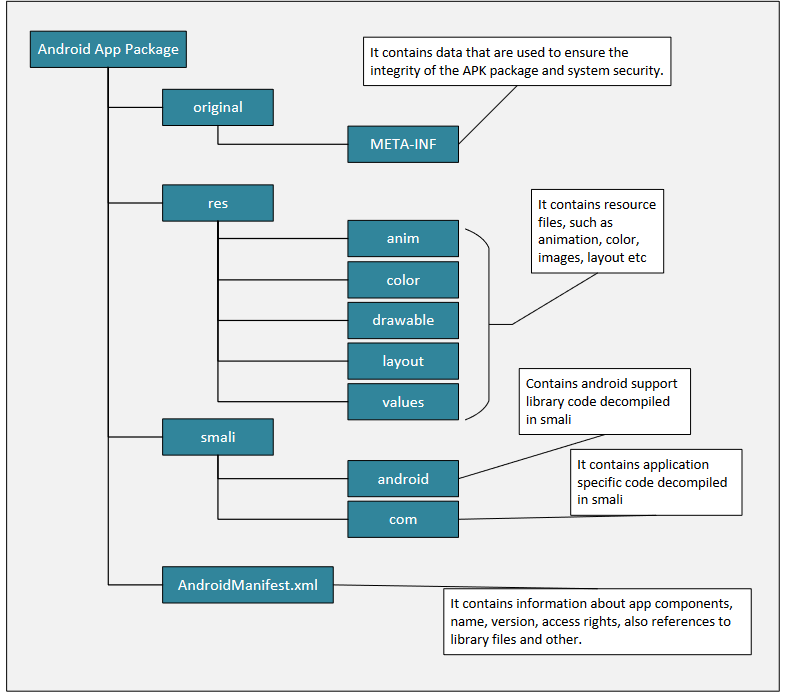 Android App Package
It contains data that are used to ensure the
integrity of the APK package and system security.
original
META-INF
res
It contains resource
files, such as
animation, color,
images, layout etc
anim
color
drawable
layout
values
Contains android support
library code decompiled
in smali
smali
It contains application
specific code decompiled
in smali
android
com
AndroidManifest.xml
It contains information about app components,
name, version, access rights, also references to
library files and other.